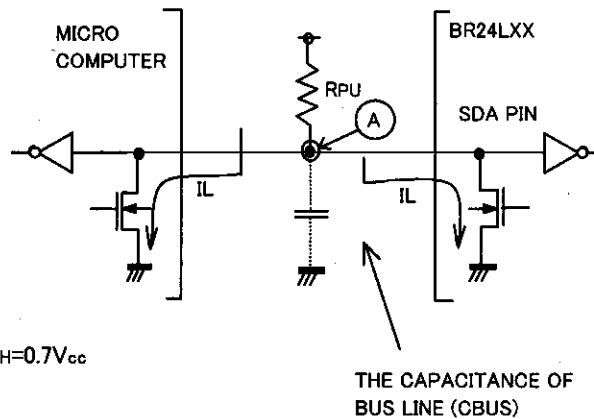 MICRO
COMPUTER
BR24LXX
RPU
A
SDA PIN
IL
IL
H=0.7Vcc
THE CAPACITANCE OF
BUS LINE (CBUS)